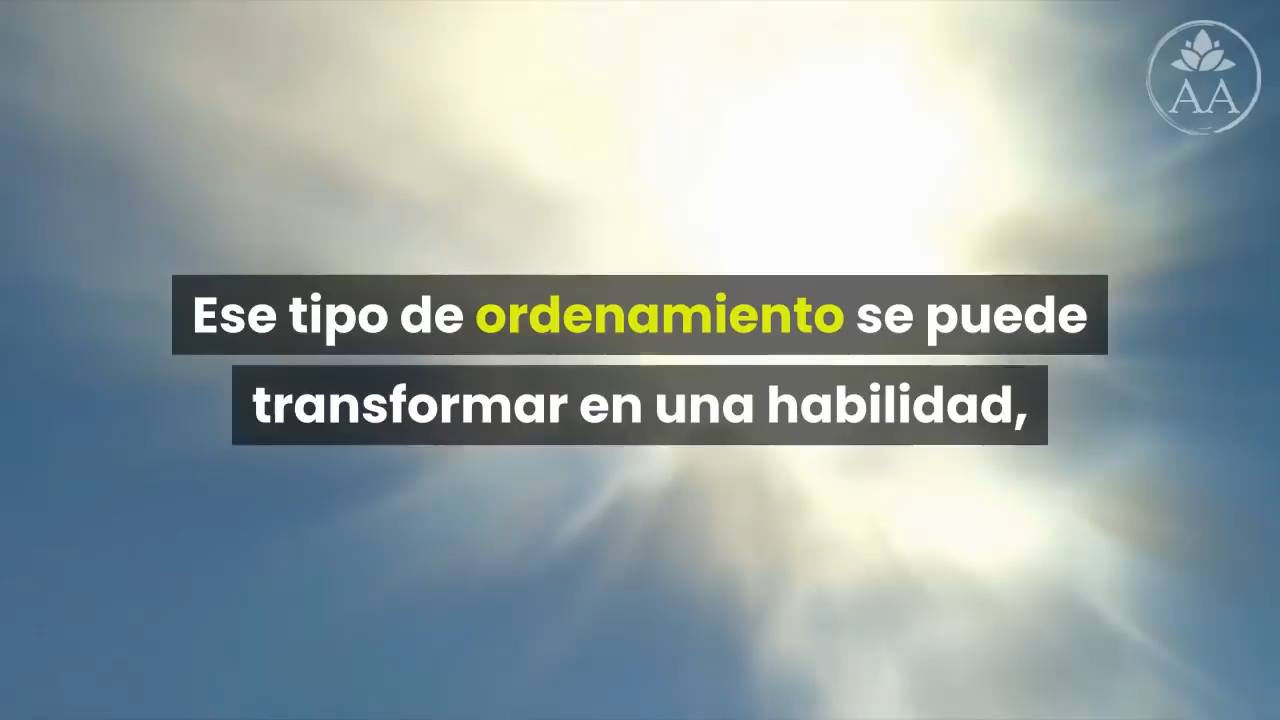 AA
Ese tipo de ordenamiento se puede
transformar en una habilidad,